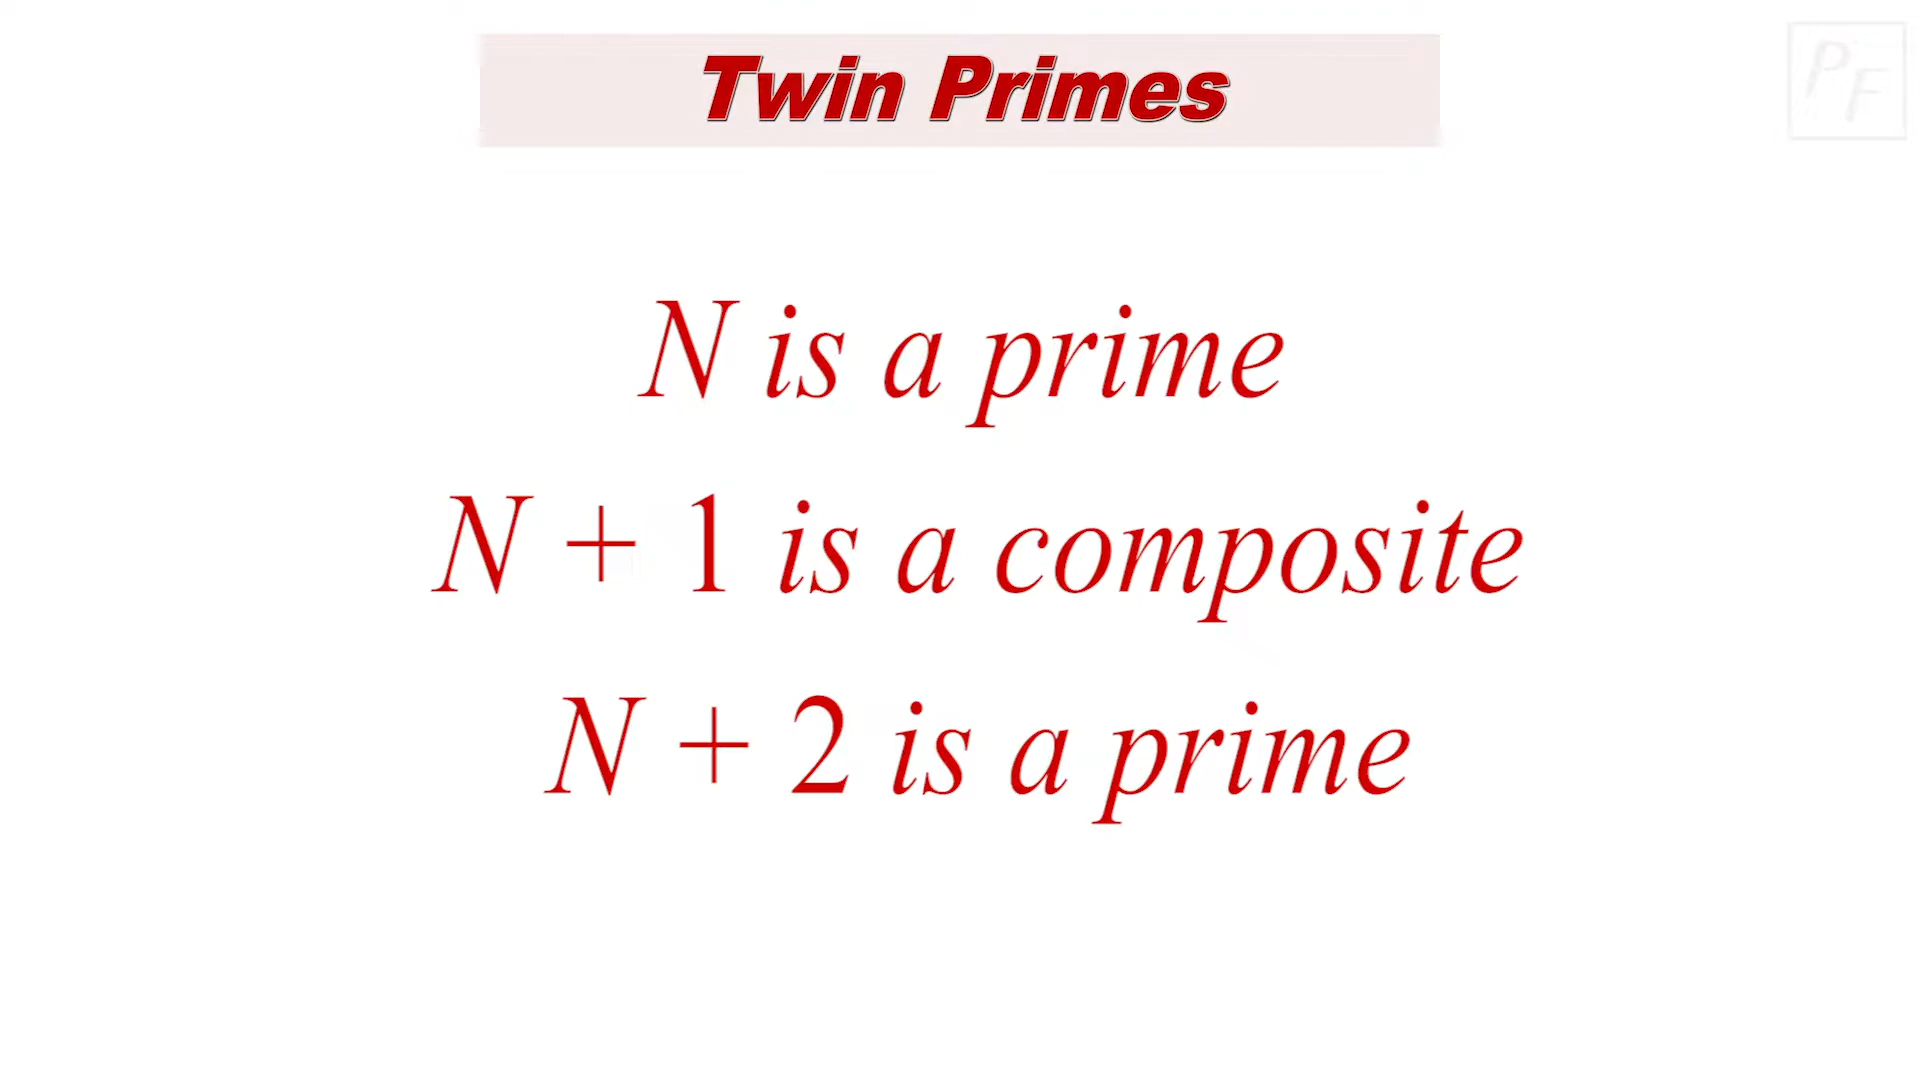 Twin Primes
PF
N is a prime
N + 1 is a composite
N + 2 is a prime